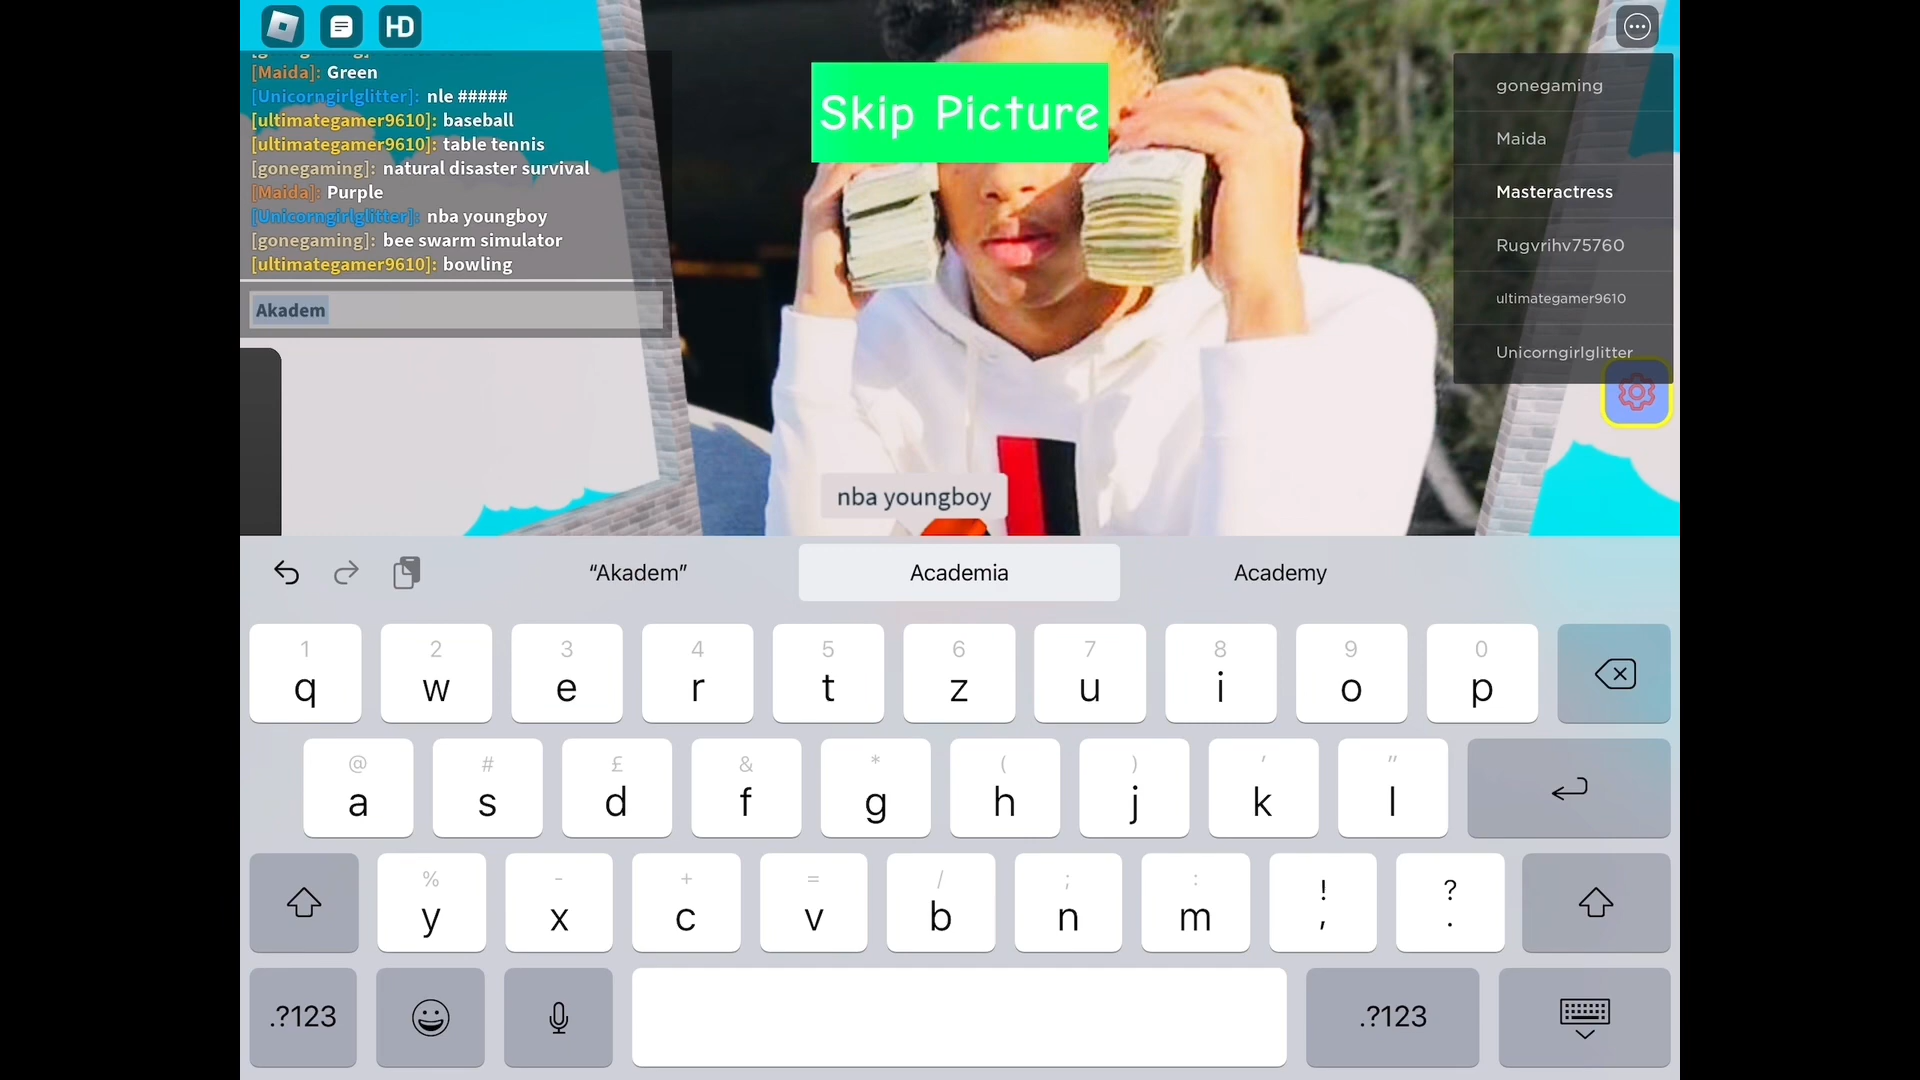 HD
[Maida]: Green
[Unicorngirlglitter]: nle #####
[ultimategamer9610]: baseball
[ultimategamer9610]: table tennis
[gonegaming]: natural disaster survival
[Maida]: Purple
[Unicorngirlglitter]: nba youngboy
[gonegaming]: bee swarm simulator
[ultimategamer9610]: bowling
Akadem
Skip Picture
gonegaming
Maida
Masteractress
Rugvrihv75760
ultimategamer9610
Unicorngirlglitter
nba youngboy
“Akadem” Academia Academy
1 2 3 4 5 6 7 8 9 0
q w e r t z u i o p
@ # £ & * ( ) ' "
a s d f g h j k l
% - + = / ; : ! ?
y x c v b n m , .
.?123 .?123